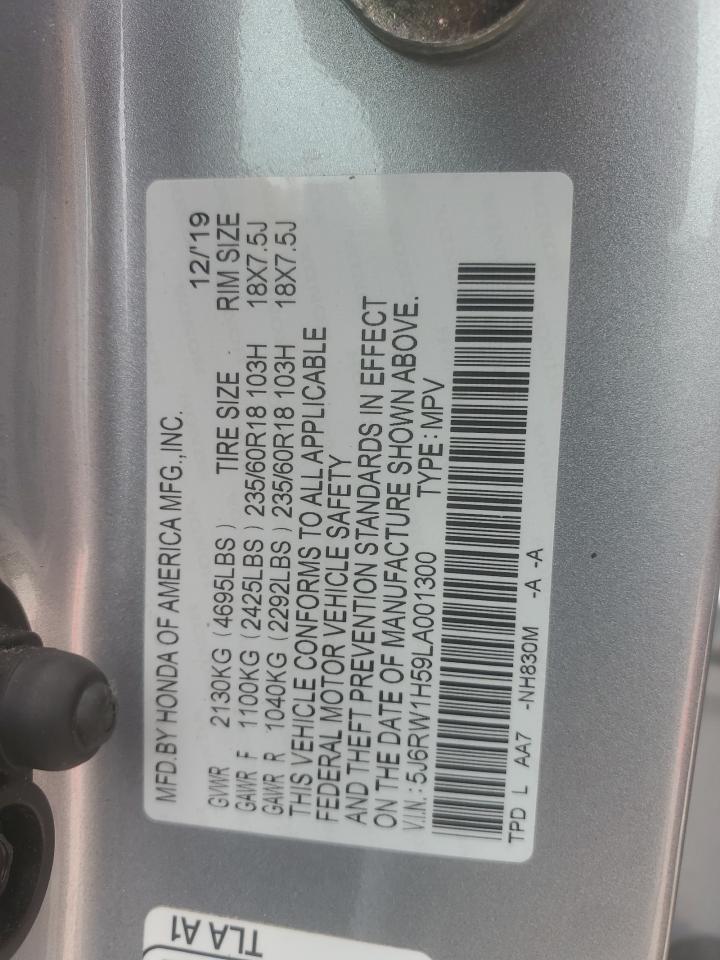 MFD.BY HONDA OF AMERICA MFG.,INC. 12/'19
GVWR 2130KG (4695LBS) TIRE SIZE RIM SIZE
GAWR F 1100KG (2425LBS) 235/60R18 103H 18X7.5J
GAWR R 1040KG (2292LBS) 235/60R18 103H 18X7.5J
THIS VEHICLE CONFORMS TO ALL APPLICABLE
FEDERAL MOTOR VEHICLE SAFETY
AND THEFT PREVENTION STANDARDS IN EFFECT
ON THE DATE OF MANUFACTURE SHOWN ABOVE.
V.I.N.: 5J6RW1H59LA001300 TYPE: MPV
TPD L AA7 -NH830M -A -A
TLA A1